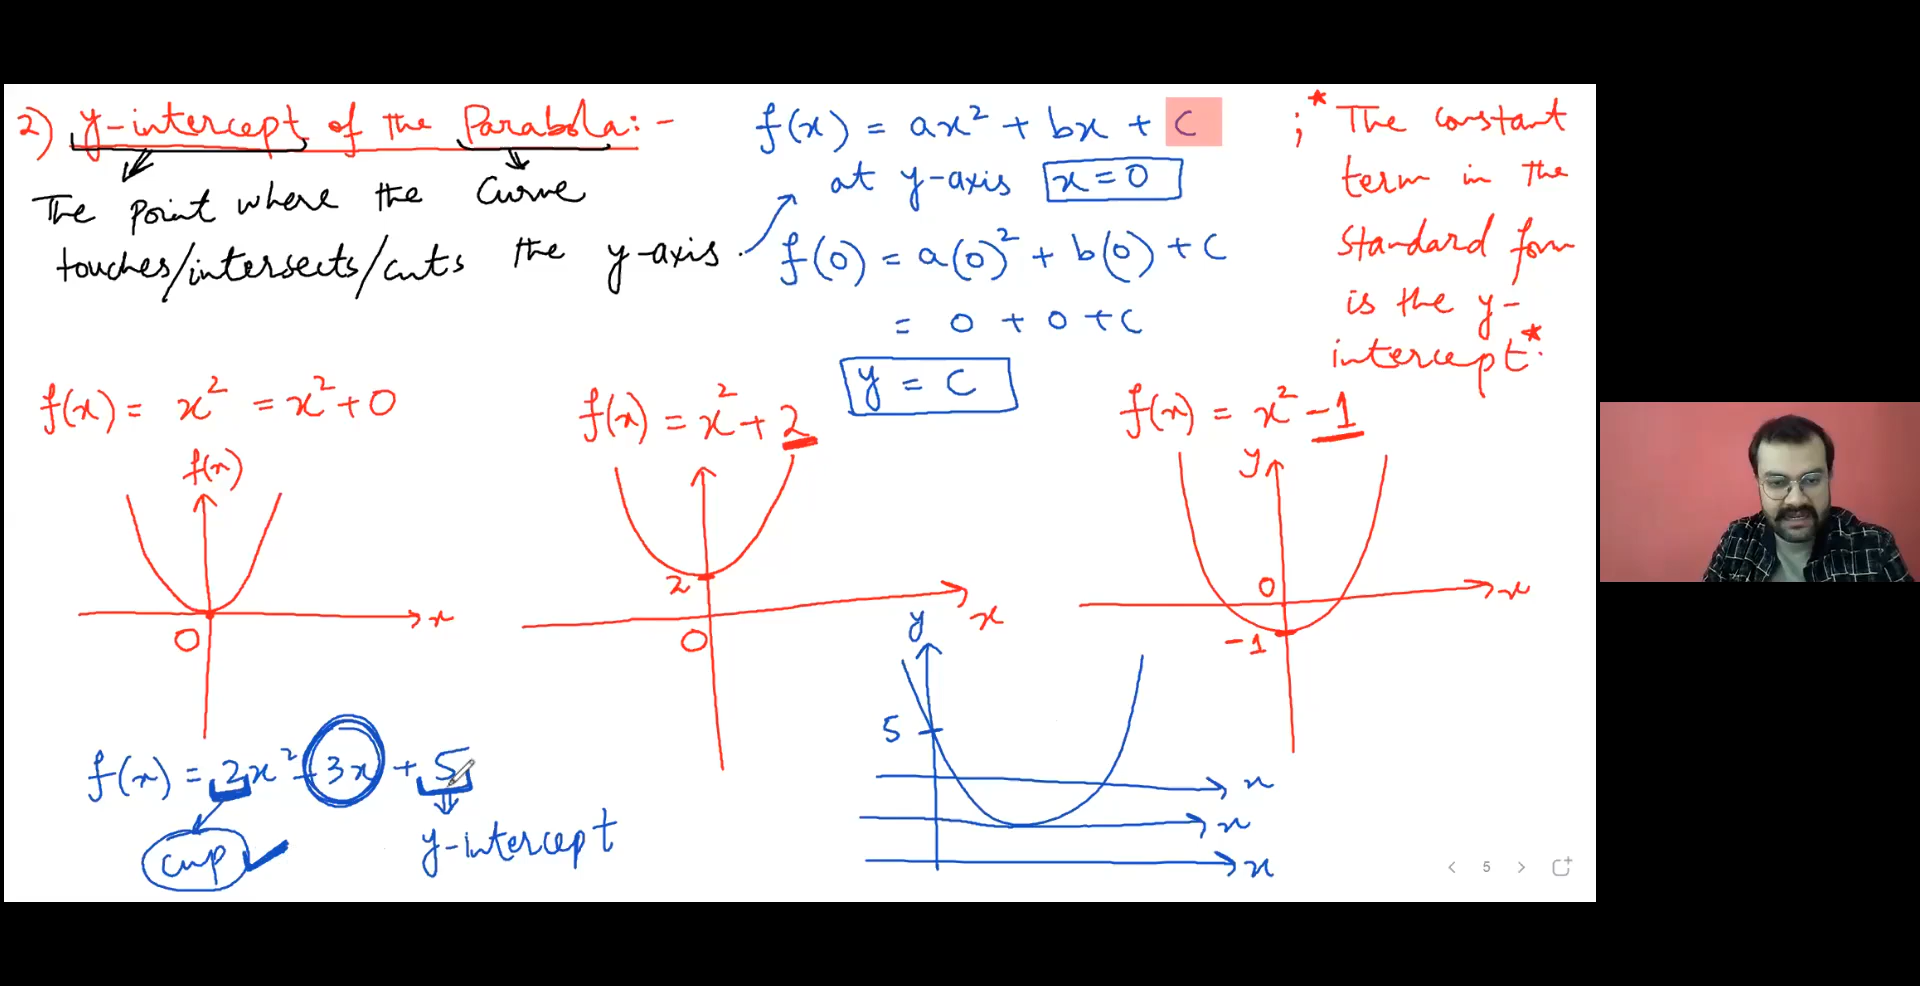 2) y-intercept of the Parabola:-
The point where the curve
touches/intersects/cuts the y-axis.
f(x) = ax² + bx + C
at y-axis x=0
f(0) = a(0)² + b(0) + C
= 0 + 0 + C
y = C
; * The constant
term in the
standard form
is the y-
intercept*.
f(x) = x² = x²+0
f(x)
x
0
f(x) = x²+2
2
0
x
f(x) = x²-1
y
0
x
-1
f(x) = 2x²-3x+5
cup
y-intercept
y
5
x
x
x
< 5 >